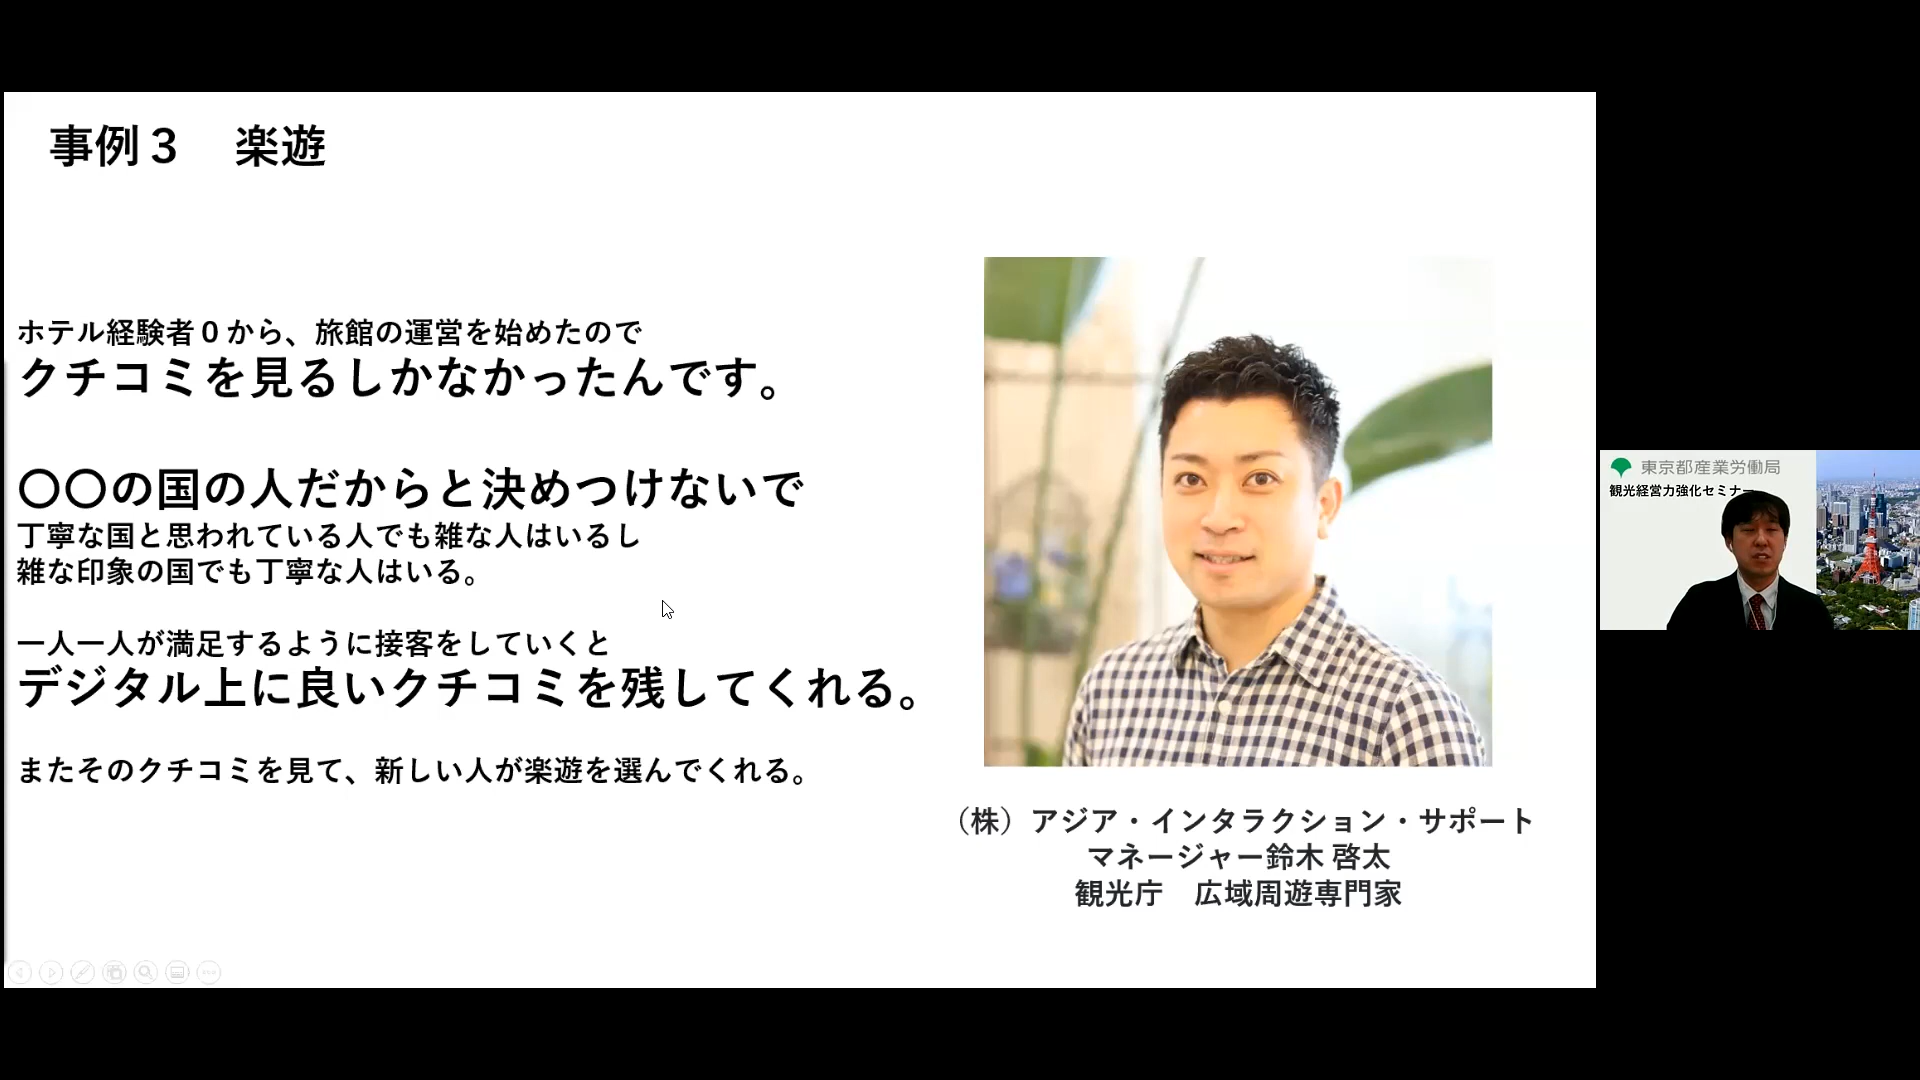 事例３　楽遊
ホテル経験者０から、旅館の運営を始めたので
クチコミを見るしかなかったんです。
〇〇の国の人だからと決めつけないで
丁寧な国と思われている人でも雑な人はいるし
雑な印象の国でも丁寧な人はいる。
一人一人が満足するように接客をしていくと
デジタル上に良いクチコミを残してくれる。
またそのクチコミを見て、新しい人が楽遊を選んでくれる。
（株）アジア・インタラクション・サポート
マネージャー鈴木 啓太
観光庁　広域周遊専門家
東京都産業労働局
観光経営力強化セミナー